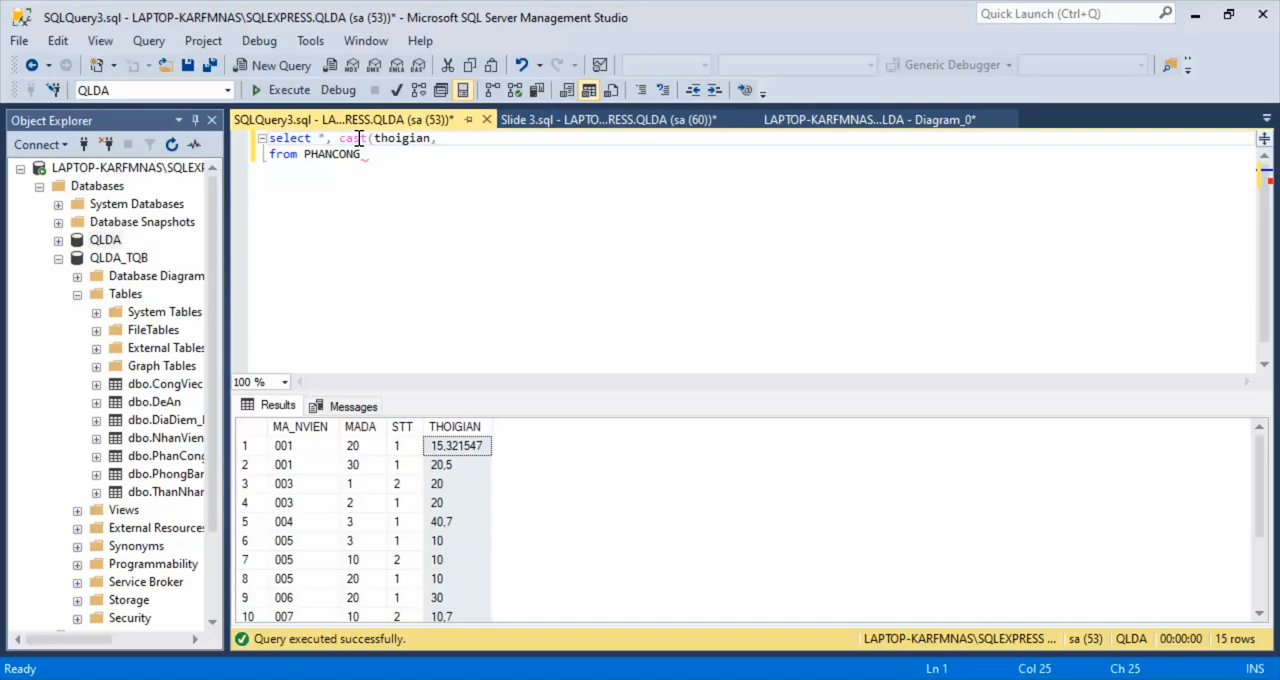 SQLQuery3.sql - LAPTOP-KARFMNAS\SQLEXPRESS.QLDA (sa (53))* - Microsoft SQL Server Management Studio
Quick Launch (Ctrl+Q)
File Edit View Query Project Debug Tools Window Help
New Query MDX DMX XMLA DAX Generic Debugger
QLDA Execute Debug
Object Explorer
SQLQuery3.sql - LA...RESS.QLDA (sa (53))* Slide 3.sql - LAPTO...RESS.QLDA (sa (60))* LAPTOP-KARFMNAS...LDA - Diagram_0*
Connect
LAPTOP-KARFMNAS\SQLEXF
Databases
System Databases
Database Snapshots
QLDA
QLDA_TQB
Database Diagram
Tables
System Tables
FileTables
External Tables
Graph Tables
dbo.CongViec
dbo.DeAn
dbo.DiaDiem_
dbo.NhanVien
dbo.PhanCong
dbo.PhongBan
dbo.ThanNhan
Views
External Resources
Synonyms
Programmability
Service Broker
Storage
Security
select *, cast(thoigian,
from PHANCONG
100 %
Results Messages
MA_NVIEN MADA STT THOIGIAN
1 001 20 1 15,321547
2 001 30 1 20,5
3 003 1 2 20
4 003 2 1 20
5 004 3 1 40,7
6 005 3 1 10
7 005 10 2 10
8 005 20 1 10
9 006 20 1 30
10 007 10 2 10,7
Query executed successfully. LAPTOP-KARFMNAS\SQLEXPRESS ... sa (53) QLDA 00:00:00 15 rows
Ready Ln 1 Col 25 Ch 25 INS